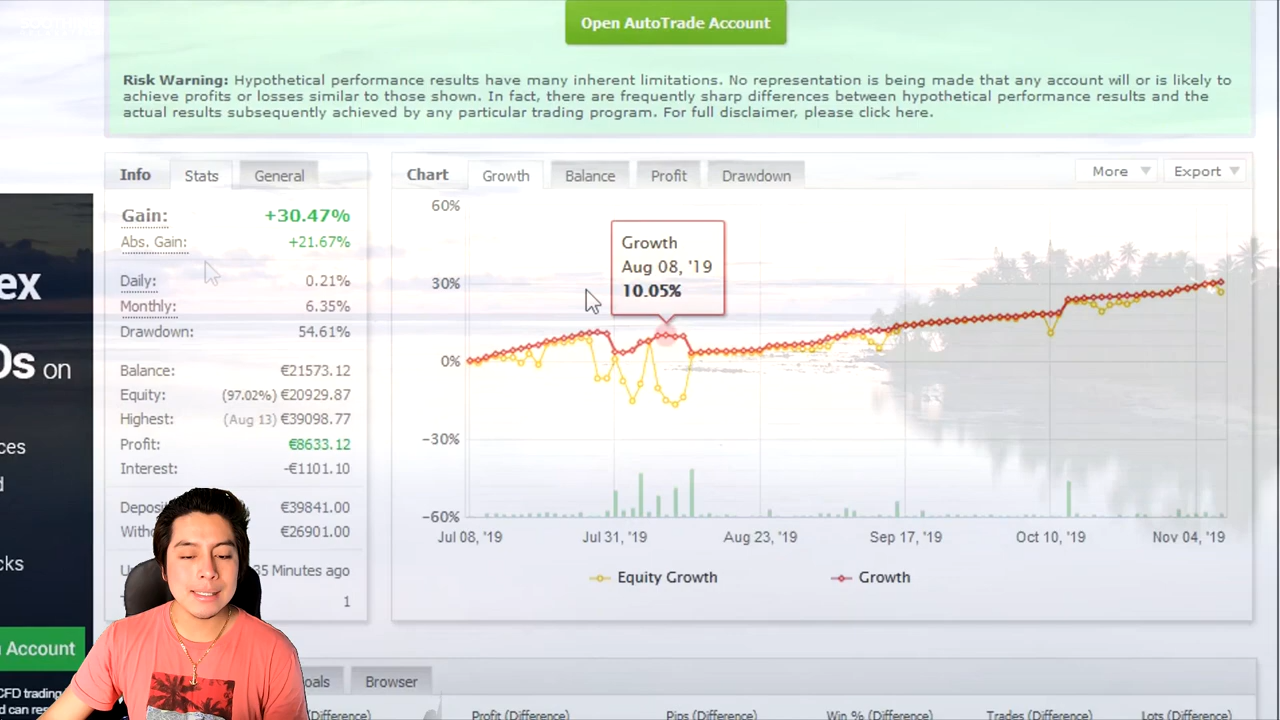 Open AutoTrade Account
Risk Warning: Hypothetical performance results have many inherent limitations. No representation is being made that any account will or is likely to
achieve profits or losses similar to those shown. In fact, there are frequently sharp differences between hypothetical performance results and the
actual results subsequently achieved by any particular trading program. For full disclaimer, please click here.
Info Stats General
Gain: +30.47%
Abs. Gain: +21.67%
Daily: 0.21%
Monthly: 6.35%
Drawdown: 54.61%
Balance: €21573.12
Equity: (97.02%) €20929.87
Highest: (Aug 13) €39098.77
Profit: €8633.12
Interest: -€1101.10
€39841.00
€26901.00
35 Minutes ago
1
Chart Growth Balance Profit Drawdown More Export
60%
30%
0%
-30%
-60%
Growth
Aug 08, '19
10.05%
Jul 08, '19 Jul 31, '19 Aug 23, '19 Sep 17, '19 Oct 10, '19 Nov 04, '19
Equity Growth Growth
ex
0s on
ces
d
cks
Account
CFD trading
d can
oals Browser
(Difference) Profit (Difference) Pips (Difference) Win % (Difference) Trades (Difference) Lots (Difference)